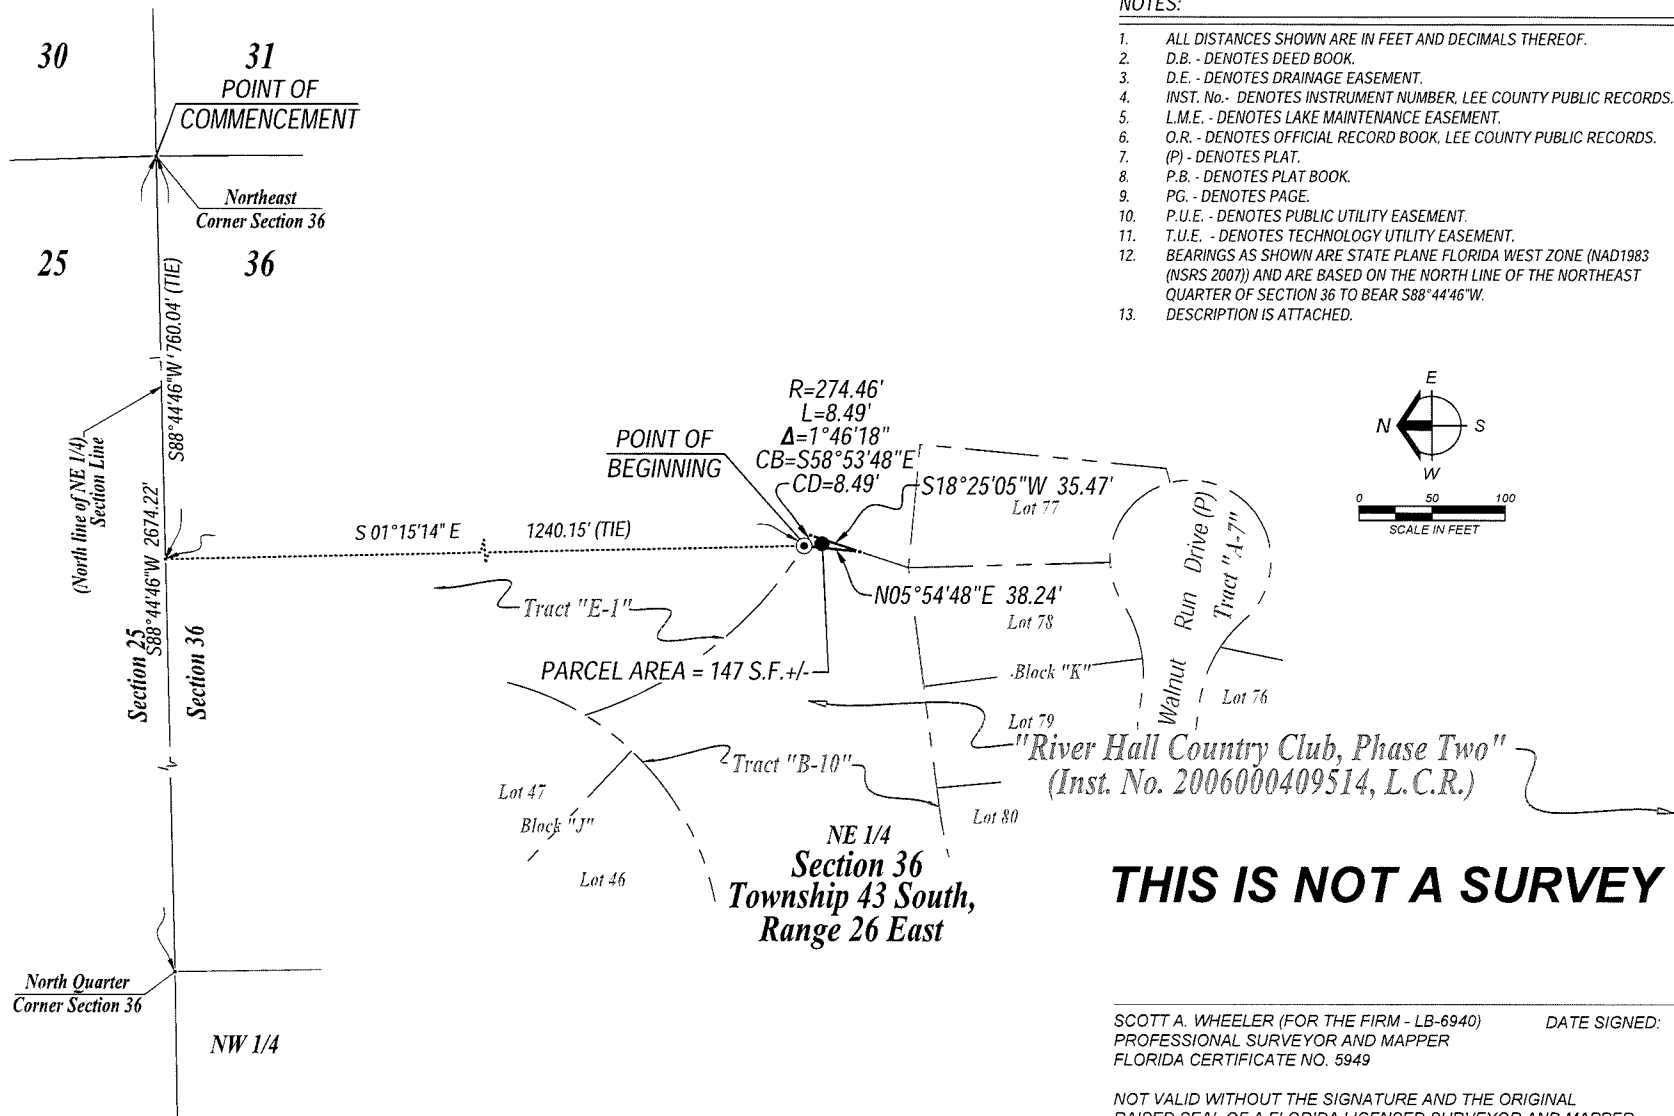 NOTES:
1. ALL DISTANCES SHOWN ARE IN FEET AND DECIMALS THEREOF.
2. D.B. - DENOTES DEED BOOK.
3. D.E. - DENOTES DRAINAGE EASEMENT.
4. INST. No.- DENOTES INSTRUMENT NUMBER, LEE COUNTY PUBLIC RECORDS.
5. L.M.E. - DENOTES LAKE MAINTENANCE EASEMENT.
6. O.R. - DENOTES OFFICIAL RECORD BOOK, LEE COUNTY PUBLIC RECORDS.
7. (P) - DENOTES PLAT.
8. P.B. - DENOTES PLAT BOOK.
9. PG. - DENOTES PAGE.
10. P.U.E. - DENOTES PUBLIC UTILITY EASEMENT.
11. T.U.E. - DENOTES TECHNOLOGY UTILITY EASEMENT.
12. BEARINGS AS SHOWN ARE STATE PLANE FLORIDA WEST ZONE (NAD1983
(NSRS 2007)) AND ARE BASED ON THE NORTH LINE OF THE NORTHEAST
QUARTER OF SECTION 36 TO BEAR S88°44'46"W.
13. DESCRIPTION IS ATTACHED.
30
31
POINT OF
COMMENCEMENT
Northeast
Corner Section 36
25
36
S88°44'46"W 760.04' (TIE)
(North line of NE 1/4)
Section Line
S88°44'46"W 2674.22'
Section 25
Section 36
S 01°15'14" E 1240.15' (TIE)
POINT OF
BEGINNING
R=274.46'
L=8.49'
Δ=1°46'18"
CB=S58°53'48"E
CD=8.49'
S18°25'05"W 35.47'
Lot 77
N05°54'48"E 38.24'
Lot 78
Tract "E-1"
PARCEL AREA = 147 S.F.+/-
Block "K"
Walnut Run Drive (P)
Tract "A-7"
Lot 76
Lot 79
"River Hall Country Club, Phase Two"
(Inst. No. 2006000409514, L.C.R.)
Tract "B-10"
Lot 47
Block "J"
Lot 46
Lot 80
NE 1/4
Section 36
Township 43 South,
Range 26 East
E
N
S
W
0 50 100
SCALE IN FEET
THIS IS NOT A SURVEY
North Quarter
Corner Section 36
NW 1/4
SCOTT A. WHEELER (FOR THE FIRM - LB-6940) DATE SIGNED:
PROFESSIONAL SURVEYOR AND MAPPER
FLORIDA CERTIFICATE NO. 5949
NOT VALID WITHOUT THE SIGNATURE AND THE ORIGINAL
RAISED SEAL OF A FLORIDA LICENSED SURVEYOR AND MAPPER